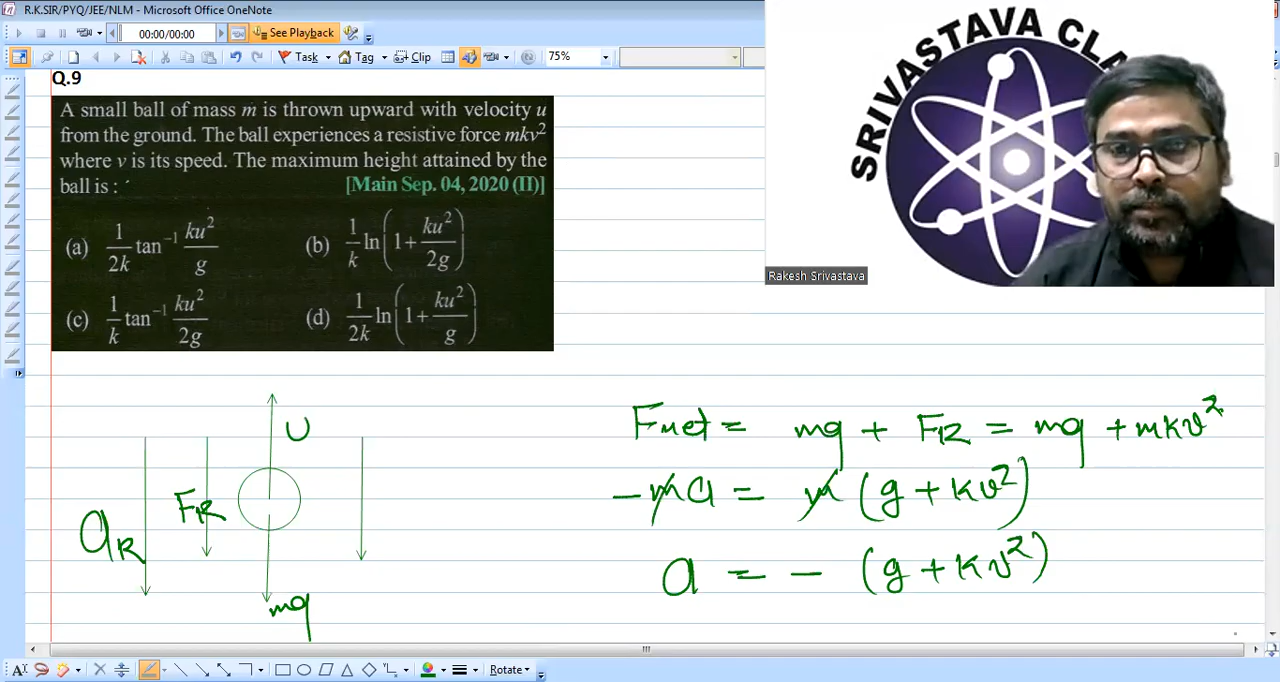 R.K.SIR/PYQ/JEE/NLM - Microsoft Office OneNote
00:00/00:00
See Playback
Task
Tag
Clip
75%
Q.9
A small ball of mass m is thrown upward with velocity u
from the ground. The ball experiences a resistive force mkv²
where v is its speed. The maximum height attained by the
ball is :
[Main Sep. 04, 2020 (II)]
(a) 1/2k tan⁻¹ ku²/g
(b) 1/k ln(1+ku²/2g)
(c) 1/k tan⁻¹ ku²/2g
(d) 1/2k ln(1+ku²/g)
SRIVASTAVA CLA
Rakesh Srivastava
U
FR
aR
mg
Fnet = mg + FR = mg + mkv²
-ma = m (g + kv²)
a = - (g + kv²)
Rotate